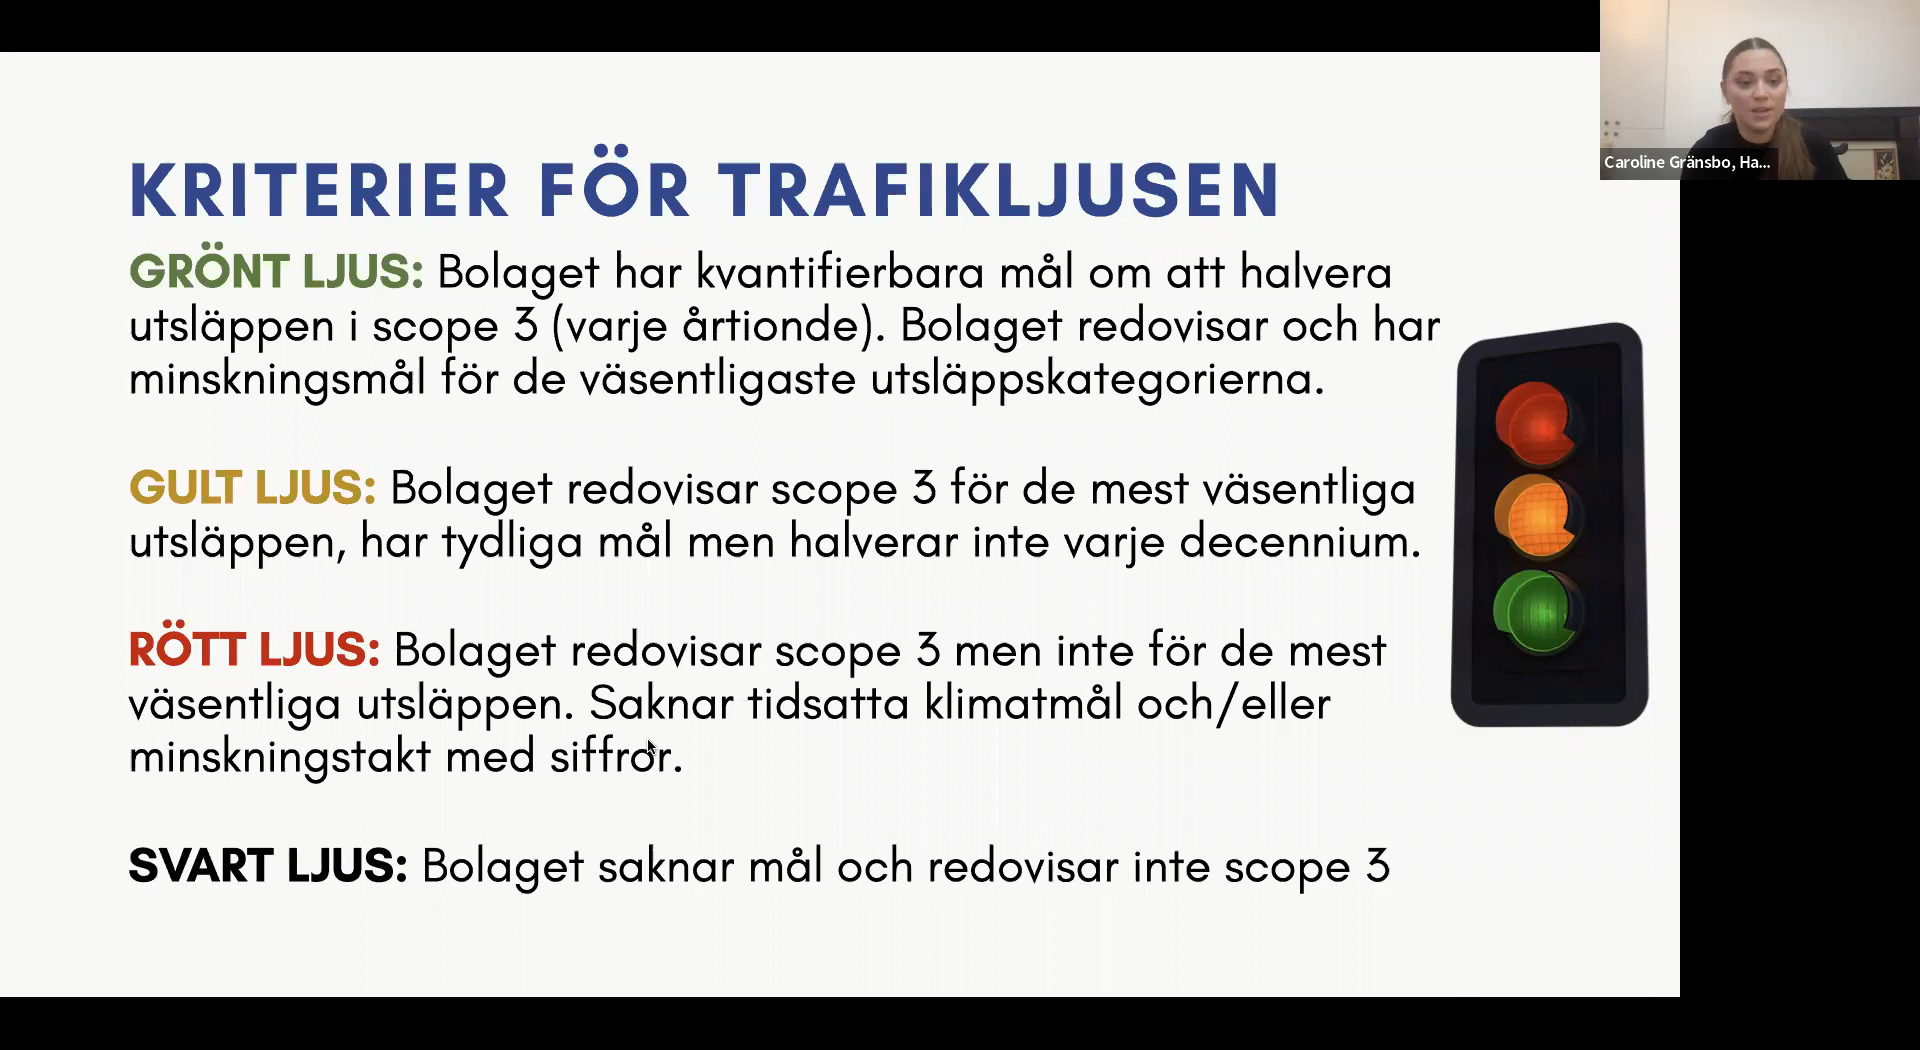 KRITERIER FÖR TRAFIKLJUSEN
GRÖNT LJUS: Bolaget har kvantifierbara mål om att halvera
utsläppen i scope 3 (varje årtionde). Bolaget redovisar och har
minskningsmål för de väsentligaste utsläppskategorierna.
GULT LJUS: Bolaget redovisar scope 3 för de mest väsentliga
utsläppen, har tydliga mål men halverar inte varje decennium.
RÖTT LJUS: Bolaget redovisar scope 3 men inte för de mest
väsentliga utsläppen. Saknar tidsatta klimatmål och/eller
minskningstakt med siffror.
SVART LJUS: Bolaget saknar mål och redovisar inte scope 3
Caroline Gränsbo, Ha...